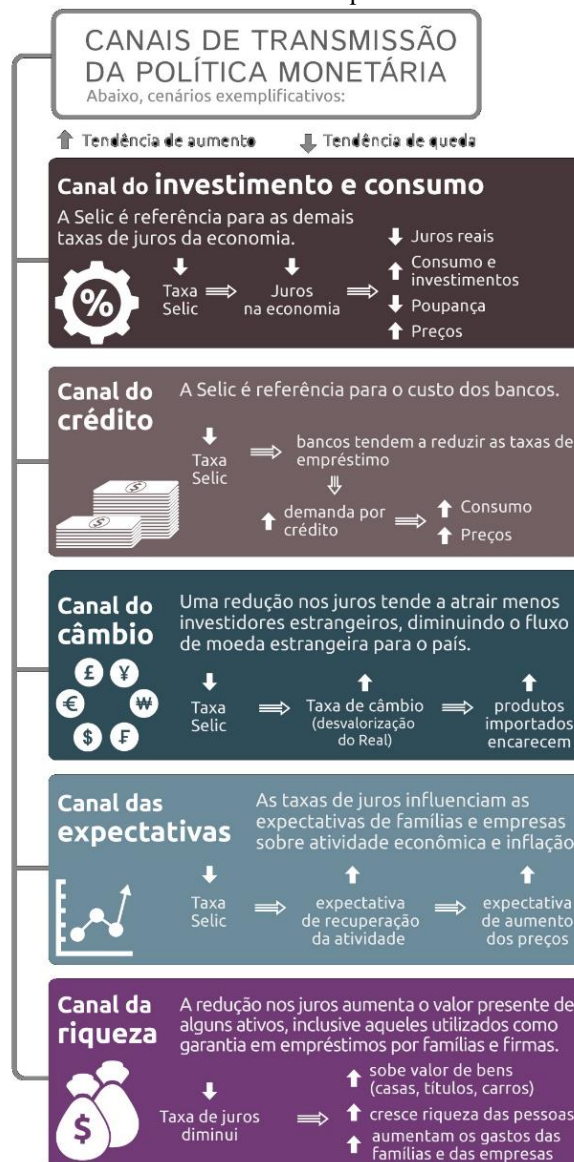 CANAIS DE TRANSMISSÃO
DA POLÍTICA MONETÁRIA
Abaixo, cenários exemplificativos:
Tendência de aumento
Tendência de queda
Canal do investimento e consumo
A Selic é referência para as demais
taxas de juros da economia.
%
Taxa
Selic
Juros
na economia
Juros reais
Consumo e
investimentos
Poupança
Preços
Canal do
crédito
A Selic é referência para o custo dos bancos.
$
$
Taxa
Selic
bancos tendem a reduzir as taxas de
empréstimo
demanda por
crédito
Consumo
Preços
Canal do
câmbio
Uma redução nos juros tende a atrair menos
investidores estrangeiros, diminuindo o fluxo
de moeda estrangeira para o país.
£ ¥
€ ₩
$ ₣
Taxa
Selic
Taxa de câmbio
(desvalorização
do Real)
produtos
importados
encarecem
Canal das
expectativas
As taxas de juros influenciam as
expectativas de famílias e empresas
sobre atividade econômica e inflação
Taxa
Selic
expectativa
de recuperação
da atividade
expectativa
de aumento
dos preços
Canal da
riqueza
A redução nos juros aumenta o valor presente de
alguns ativos, inclusive aqueles utilizados como
garantia em empréstimos por famílias e firmas.
$
Taxa de juros
diminui
sobe valor de bens
(casas, títulos, carros)
cresce riqueza das pessoas
aumentam os gastos das
famílias e das empresas